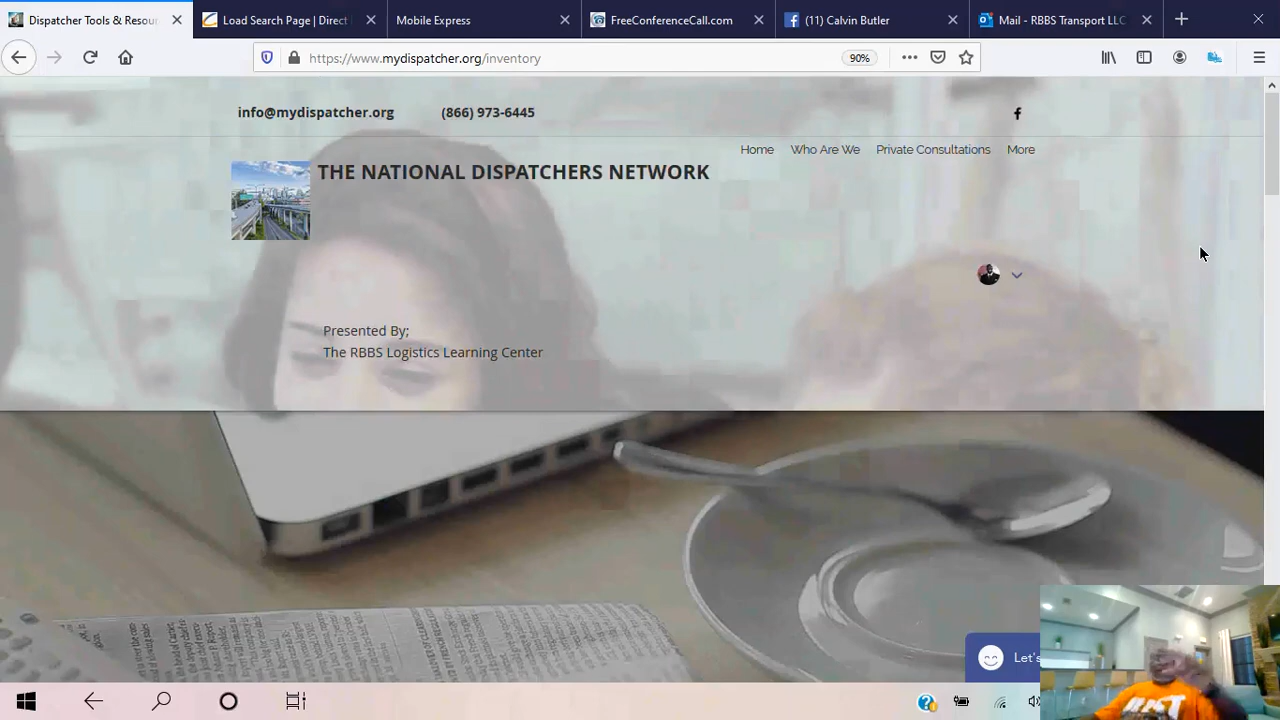 Dispatcher Tools & Resou
Load Search Page | Direct
Mobile Express
FreeConferenceCall.com
(11) Calvin Butler
Mail - RBBS Transport LLC
https://www.mydispatcher.org/inventory
90%
info@mydispatcher.org
(866) 973-6445
Home
Who Are We
Private Consultations
More
THE NATIONAL DISPATCHERS NETWORK
Presented By;
The RBBS Logistics Learning Center
Let's